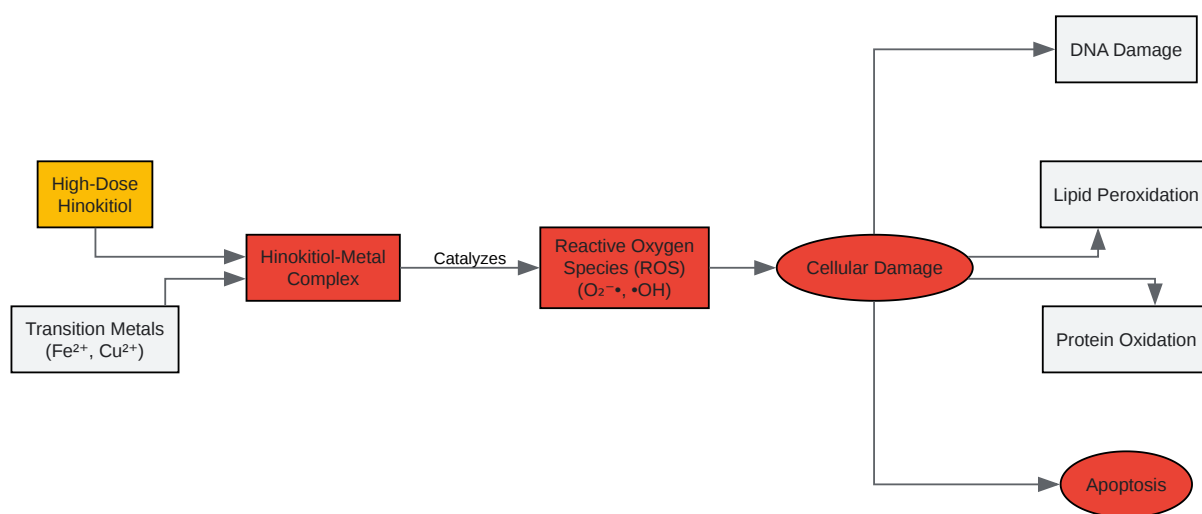 High-Dose
Hinokitiol
Transition Metals
(Fe²⁺, Cu²⁺)
Hinokitiol-Metal
Complex
Catalyzes
Reactive Oxygen
Species (ROS)
(O₂⁻•, •OH)
Cellular Damage
DNA Damage
Lipid Peroxidation
Protein Oxidation
Apoptosis